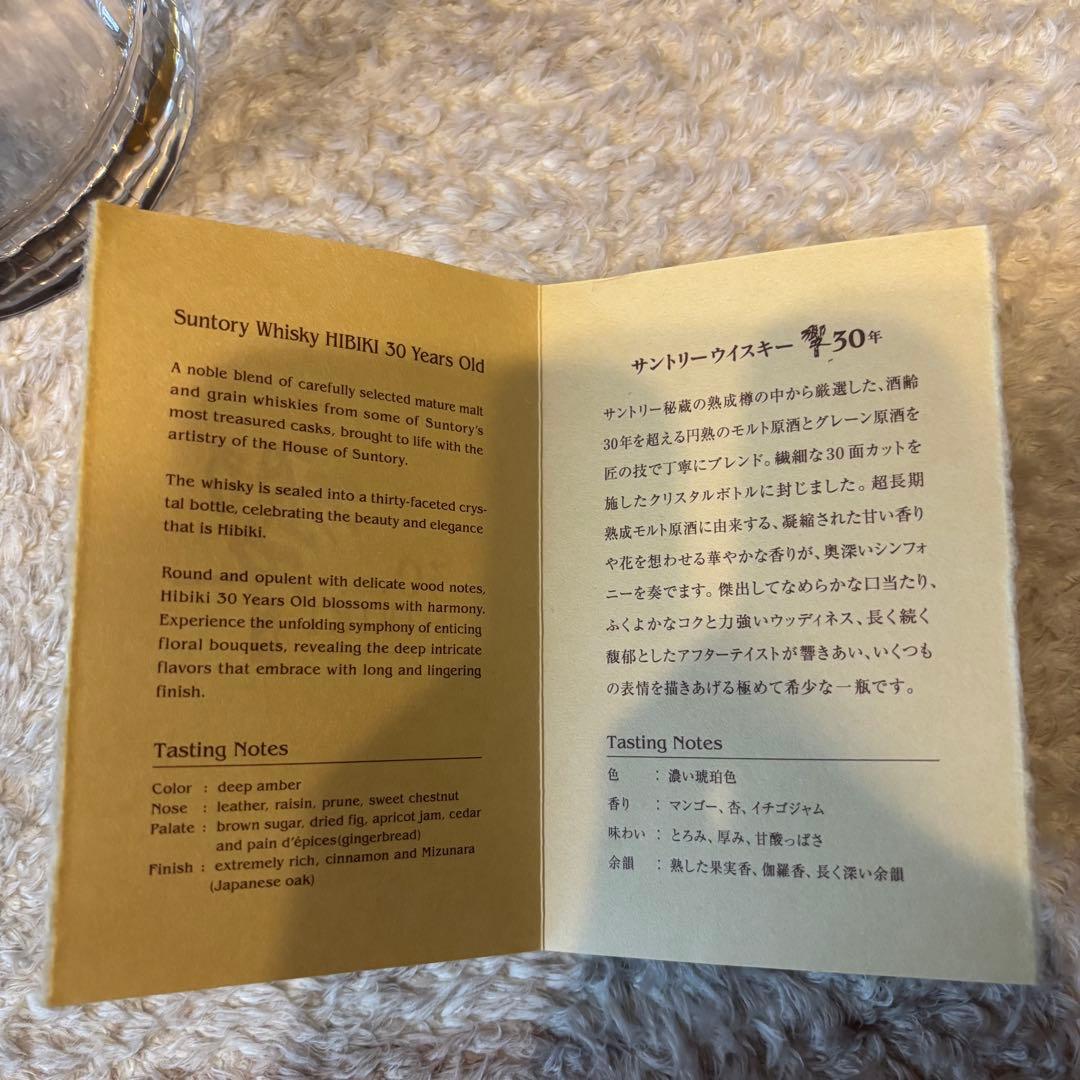 Suntory Whisky HIBIKI 30 Years Old
A noble blend of carefully selected mature malt
and grain whiskies from some of Suntory's
most treasured casks, brought to life with the
artistry of the House of Suntory.
The whisky is sealed into a thirty-faceted crys-
tal bottle, celebrating the beauty and elegance
that is Hibiki.
Round and opulent with delicate wood notes,
Hibiki 30 Years Old blossoms with harmony.
Experience the unfolding symphony of enticing
floral bouquets, revealing the deep intricate
flavors that embrace with long and lingering
finish.
Tasting Notes
Color : deep amber
Nose : leather, raisin, prune, sweet chestnut
Palate : brown sugar, dried fig, apricot jam, cedar
and pain d'épices(gingerbread)
Finish : extremely rich, cinnamon and Mizunara
(Japanese oak)
サントリーウイスキー 響30年
サントリー秘蔵の熟成樽の中から厳選した、酒齢
30年を超える円熟のモルト原酒とグレーン原酒を
匠の技で丁寧にブレンド。繊細な30面カットを
施したクリスタルボトルに封じました。超長期
熟成モルト原酒に由来する、凝縮された甘い香り
や花を想わせる華やかな香りが、奥深いシンフォ
ニーを奏でます。傑出してなめらかな口当たり、
ふくよかなコクと力強いウッディネス、長く続く
馥郁としたアフターテイストが響きあい、いくつも
の表情を描きあげる極めて希少な一瓶です。
Tasting Notes
色 : 濃い琥珀色
香り : マンゴー、杏、イチゴジャム
味わい : とろみ、厚み、甘酸っぱさ
余韻 : 熟した果実香、伽羅香、長く深い余韻